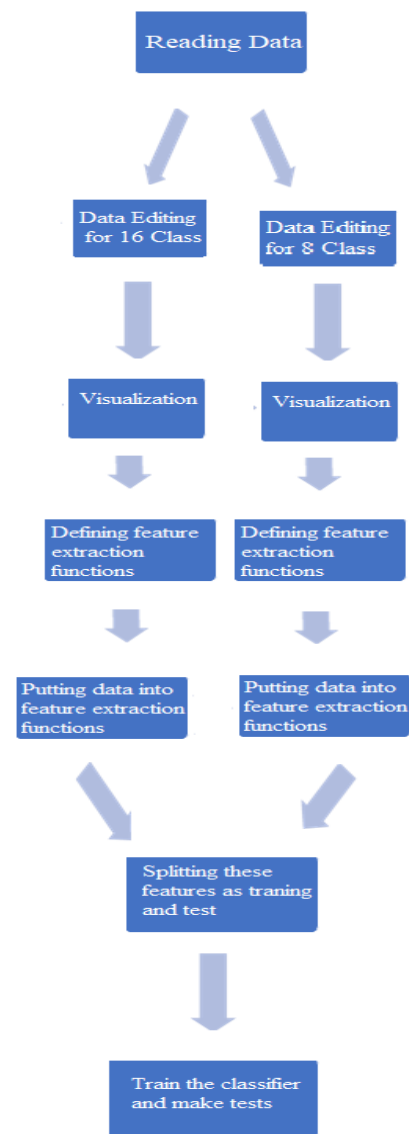 Reading Data
Data Editing
for 16 Class
Data Editing
for 8 Class
Visualization
Visualization
Defining feature
extraction
functions
Defining feature
extraction
functions
Putting data into
feature extraction
functions
Putting data into
feature extraction
functions
Splitting these
features as traning
and test
Train the classifier
and make tests